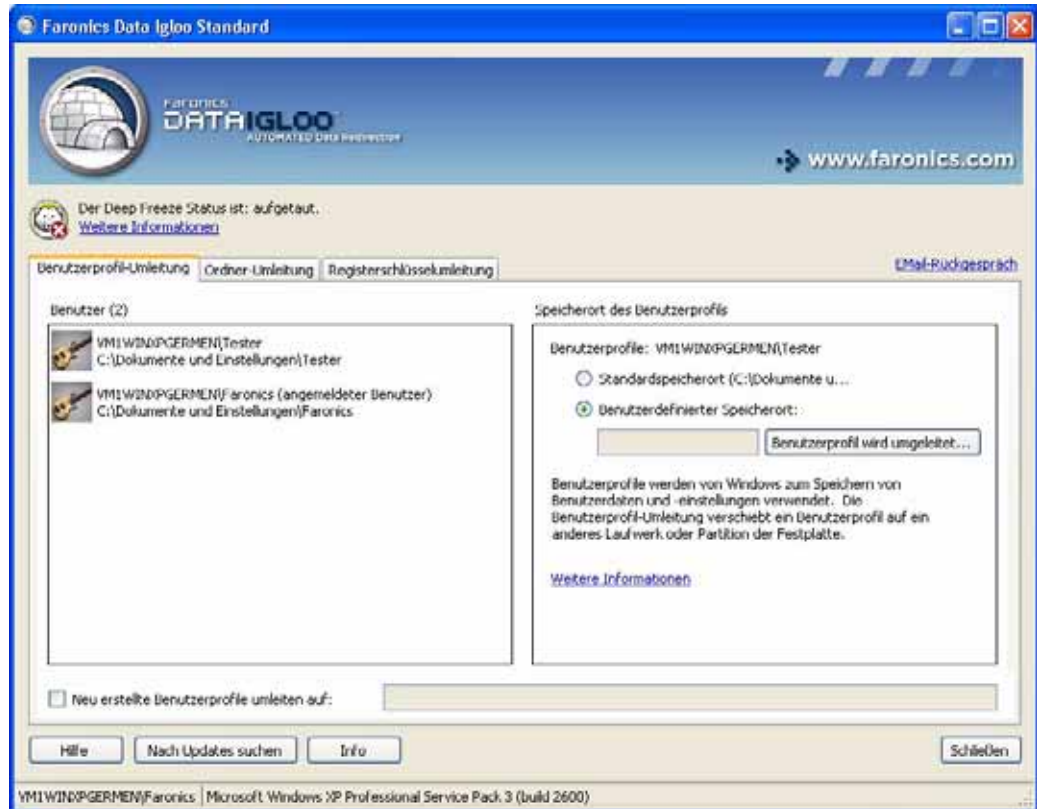 Faronics Data Igloo Standard
Faronics
DATAIGLOO
AUTOMATED Data Redirection
www.faronics.com
Der Deep Freeze Status ist: aufgetaut.
Weitere Informationen
Benutzerprofil-Umleitung
Ordner-Umleitung
Registerschlüsselumleitung
EMail-Rückgespräch
Benutzer (2)
VM1WINXPGERMEN\Tester
C:\Dokumente und Einstellungen\Tester
VM1WINXPGERMEN\Faronics (angemeldeter Benutzer)
C:\Dokumente und Einstellungen\Faronics
Speicherort des Benutzerprofils
Benutzerprofile: VM1WINXPGERMEN\Tester
Standardspeicherort (C:\Dokumente u...
Benutzerdefinierter Speicherort:
Benutzerprofil wird umgeleitet...
Benutzerprofile werden von Windows zum Speichern von
Benutzerdaten und -einstellungen verwendet. Die
Benutzerprofil-Umleitung verschiebt ein Benutzerprofil auf ein
anderes Laufwerk oder Partition der Festplatte.
Weitere Informationen
Neu erstellte Benutzerprofile umleiten auf:
Hilfe
Nach Updates suchen
Info
Schließen
VM1WINXPGERMEN\Faronics
Microsoft Windows XP Professional Service Pack 3 (build 2600)